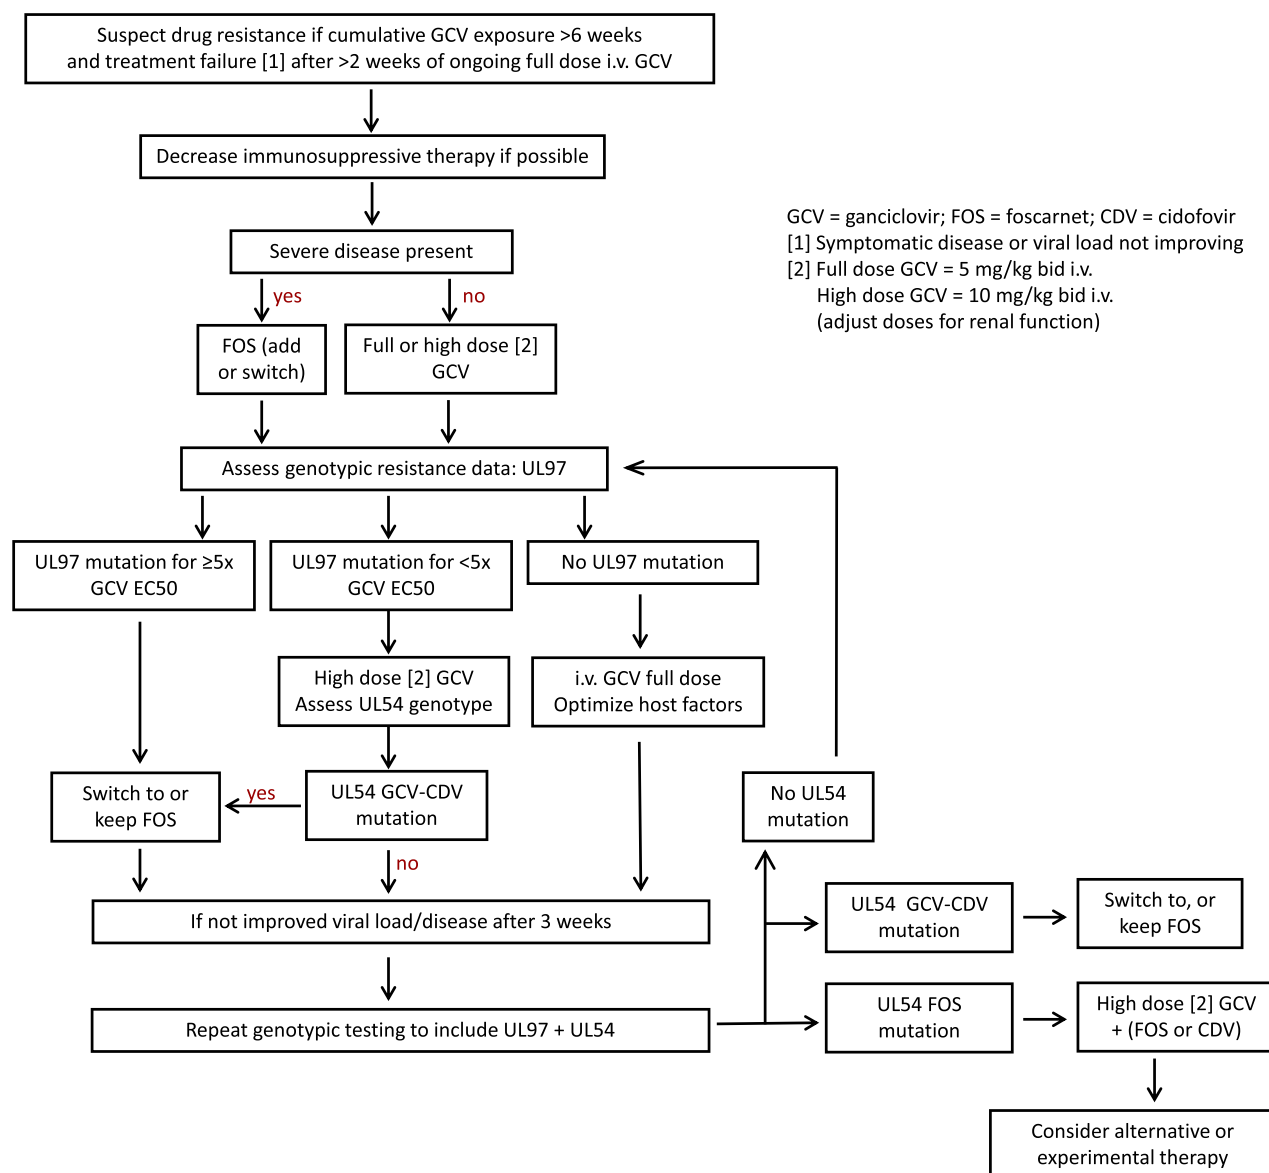 Suspect drug resistance if cumulative GCV exposure >6 weeks
and treatment failure [1] after >2 weeks of ongoing full dose i.v. GCV
Decrease immunosuppressive therapy if possible
GCV = ganciclovir; FOS = foscarnet; CDV = cidofovir
[1] Symptomatic disease or viral load not improving
[2] Full dose GCV = 5 mg/kg bid i.v.
High dose GCV = 10 mg/kg bid i.v.
(adjust doses for renal function)
Severe disease present
yes
no
FOS (add
or switch)
Full or high dose [2]
GCV
Assess genotypic resistance data: UL97
UL97 mutation for ≥5x
GCV EC50
UL97 mutation for <5x
GCV EC50
No UL97 mutation
High dose [2] GCV
Assess UL54 genotype
i.v. GCV full dose
Optimize host factors
Switch to or
keep FOS
yes
UL54 GCV-CDV
mutation
no
No UL54
mutation
If not improved viral load/disease after 3 weeks
UL54  GCV-CDV
mutation
Switch to, or
keep FOS
Repeat genotypic testing to include UL97 + UL54
UL54 FOS
mutation
High dose [2] GCV
+ (FOS or CDV)
Consider alternative or
experimental therapy